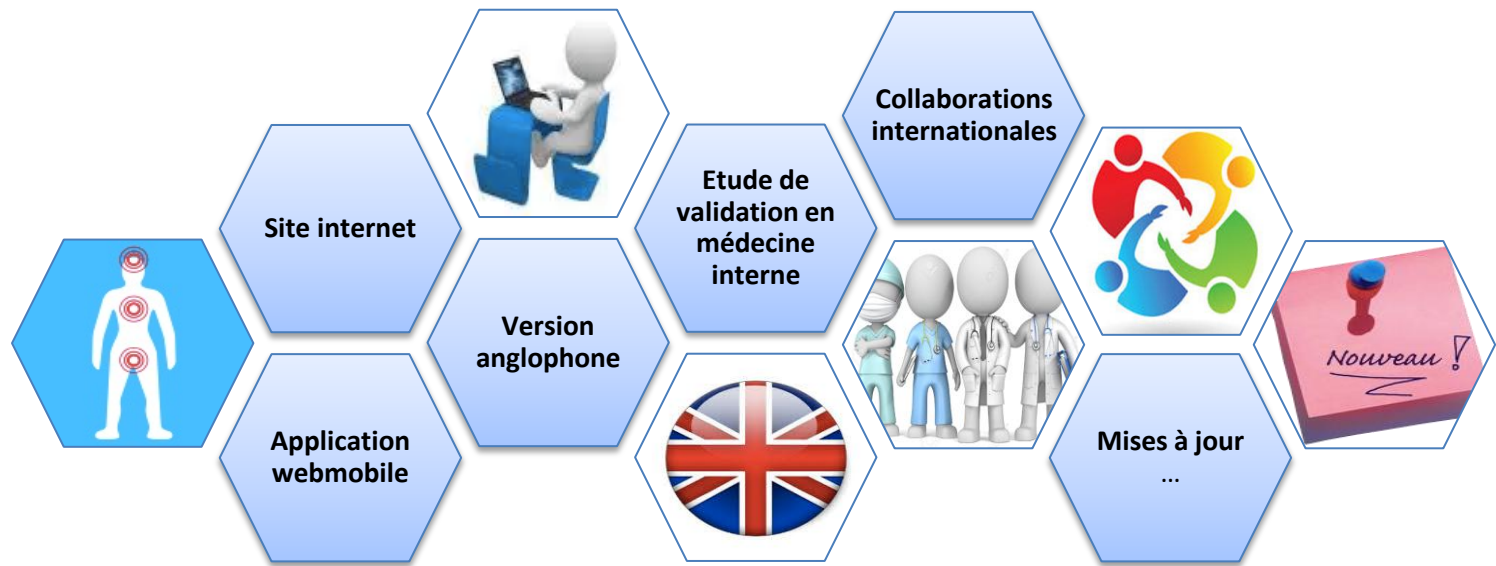 Site internet
Application
webmobile
Version
anglophone
Etude de
validation en
médecine
interne
Collaborations
internationales
Mises à jour
...
Nouveau !